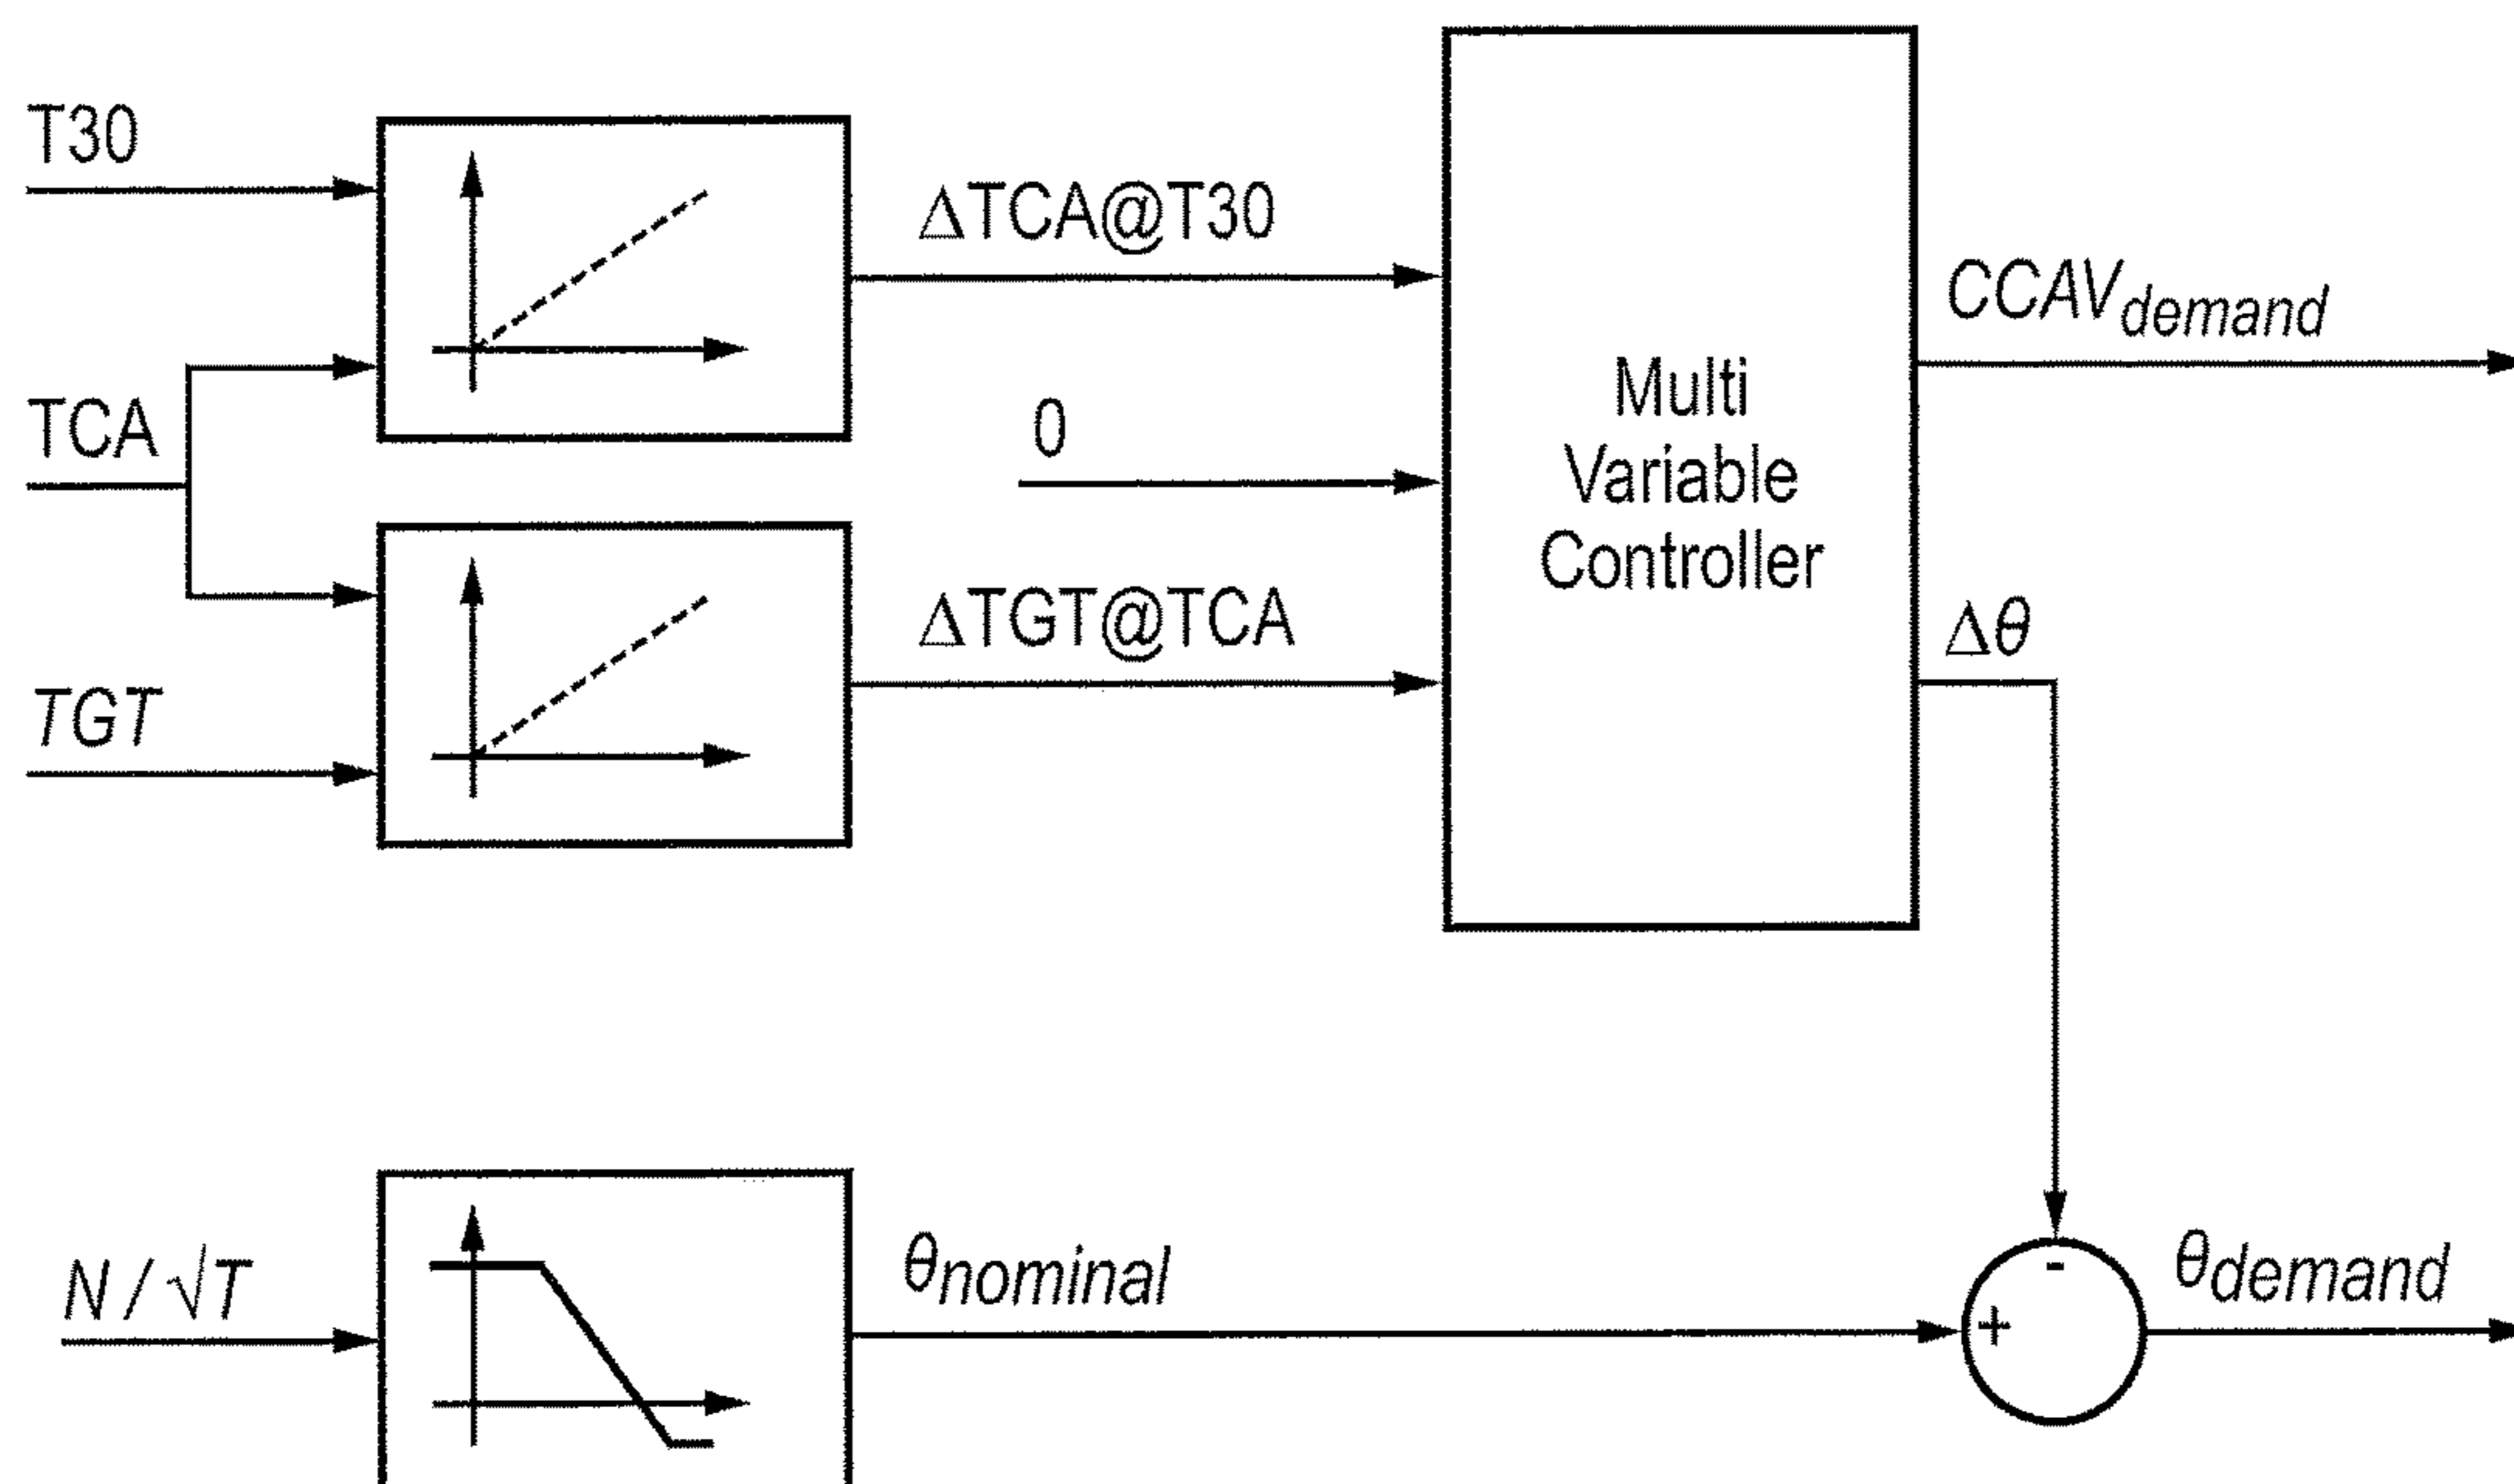 T30
ΔTCA@T30
TCA
0
CCAVdemand
Multi
Variable
Controller
ΔTGT@TCA
Δθ
TGT
N/√T
θnominal
-
+
θdemand